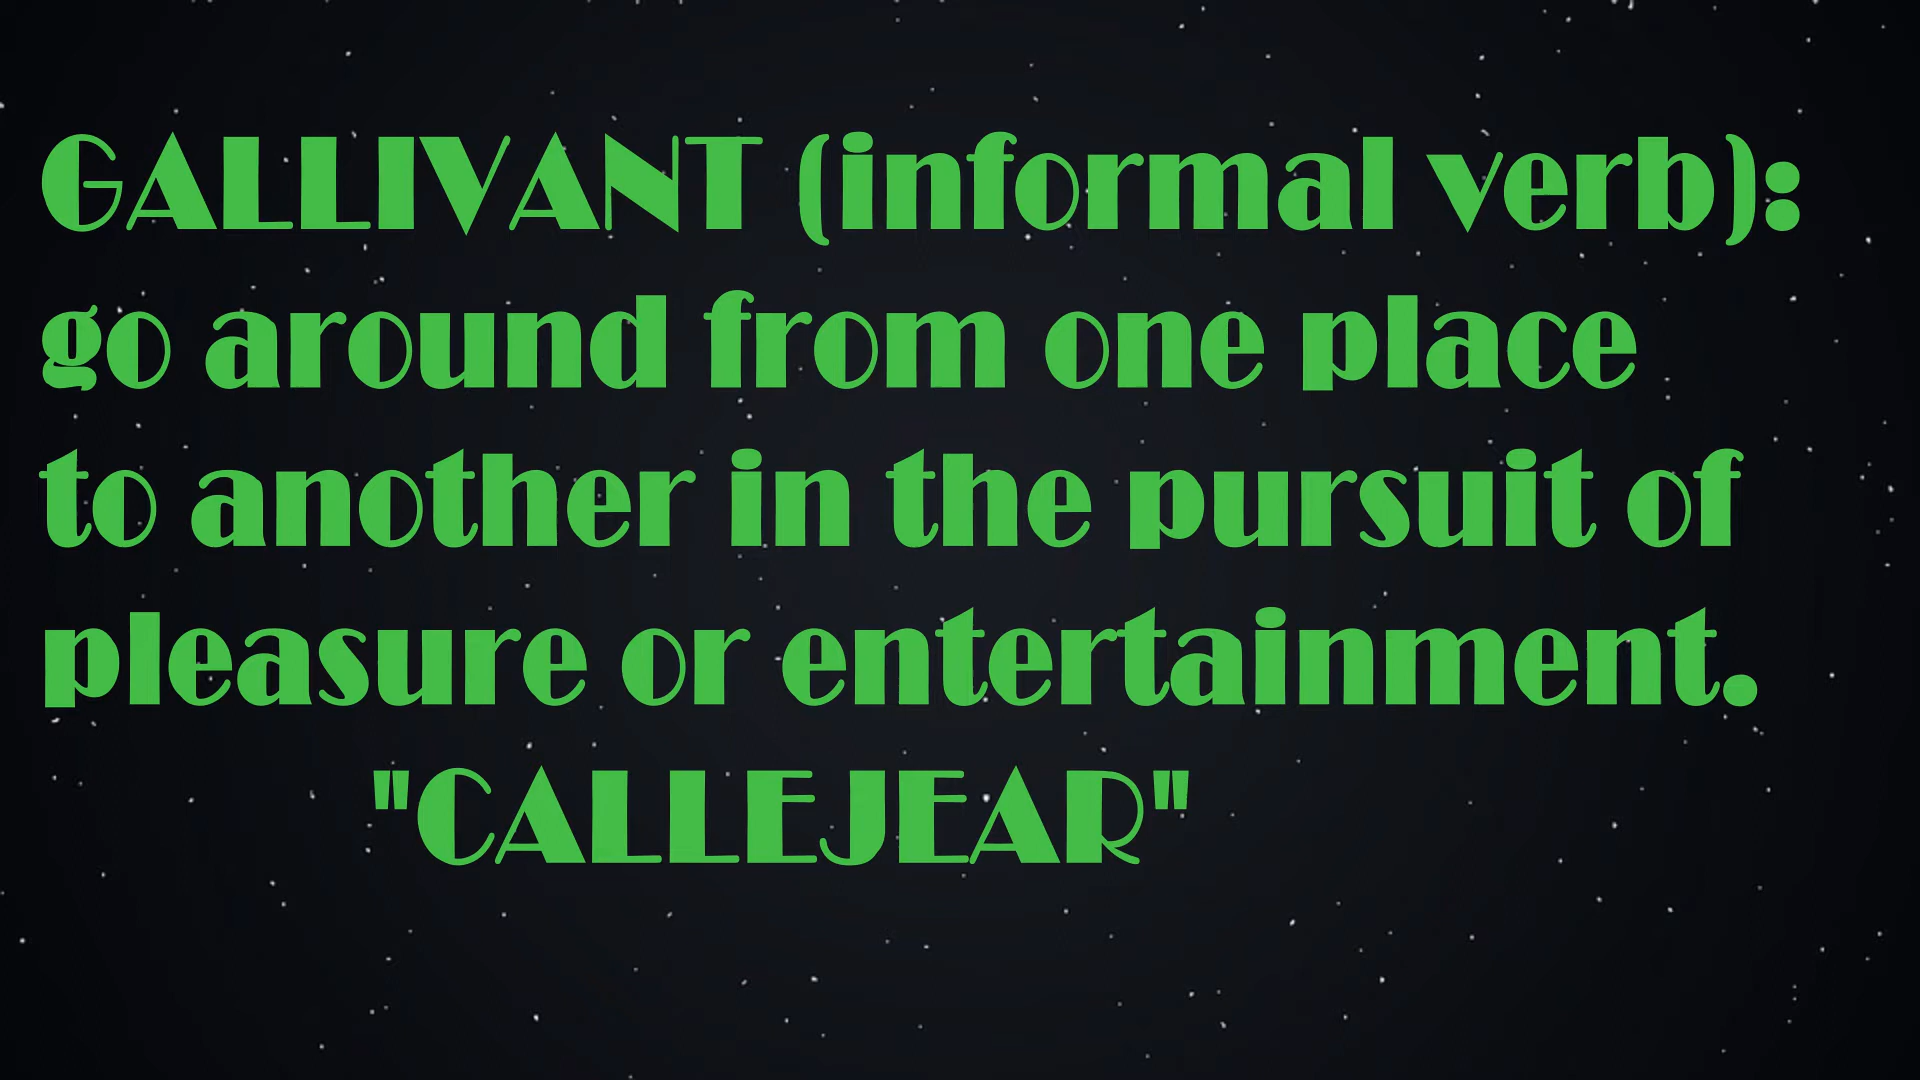 GALLIVANT (informal verb):
go around from one place
to another in the pursuit of
pleasure or entertainment.
"CALLEJEAR"